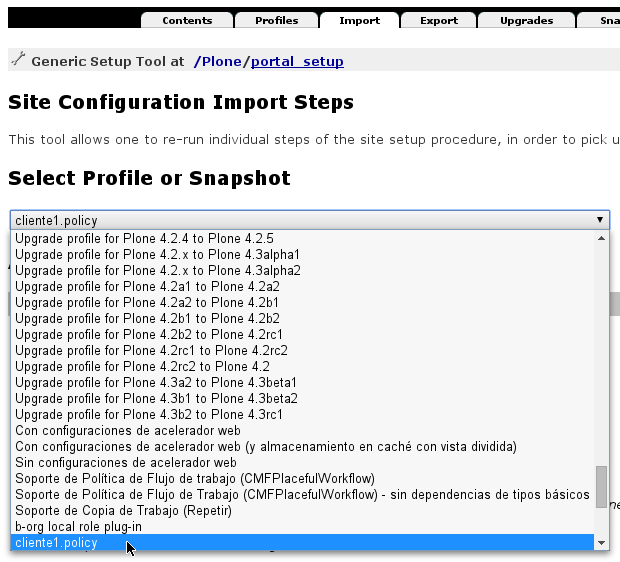 Contents Profiles Import Export Upgrades Sna
Generic Setup Tool at /Plone/portal_setup
Site Configuration Import Steps
This tool allows one to re-run individual steps of the site setup procedure, in order to pick u
Select Profile or Snapshot
cliente1.policy
Upgrade profile for Plone 4.2.4 to Plone 4.2.5
Upgrade profile for Plone 4.2.x to Plone 4.3alpha1
Upgrade profile for Plone 4.2.x to Plone 4.3alpha2
Upgrade profile for Plone 4.2a1 to Plone 4.2a2
Upgrade profile for Plone 4.2a2 to Plone 4.2b1
Upgrade profile for Plone 4.2b1 to Plone 4.2b2
Upgrade profile for Plone 4.2b2 to Plone 4.2rc1
Upgrade profile for Plone 4.2rc1 to Plone 4.2rc2
Upgrade profile for Plone 4.2rc2 to Plone 4.2
Upgrade profile for Plone 4.3a2 to Plone 4.3beta1
Upgrade profile for Plone 4.3b1 to Plone 4.3beta2
Upgrade profile for Plone 4.3b2 to Plone 4.3rc1
Con configuraciones de acelerador web
Con configuraciones de acelerador web (y almacenamiento en caché con vista dividida)
Sin configuraciones de acelerador web
Soporte de Política de Flujo de trabajo (CMFPlacefulWorkflow)
Soporte de Política de Flujo de Trabajo (CMFPlacefulWorkflow) - sin dependencias de tipos básicos
Soporte de Copia de Trabajo (Repetir)
b-org local role plug-in
cliente1.policy